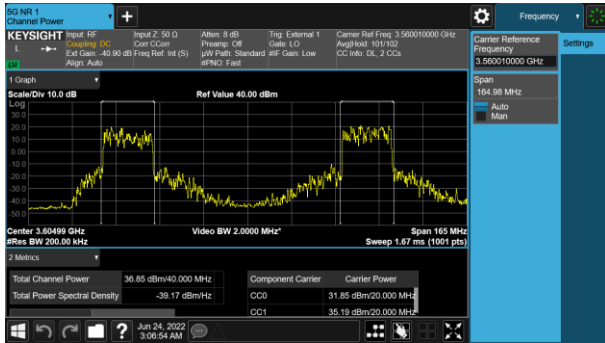 5G NR 1
Channel Power
Frequency
KEYSIGHT
L
Input: RF
Coupling: DC
Ext Gain: -40.90 dB
Align: Auto
Input Z: 50 Ω
Corr CCorr
Freq Ref: Int (S)
Atten: 8 dB
Preamp: Off
µW Path: Standard
#PNO: Fast
Trig: External 1
Gate: LO
#IF Gain: Low
Carrier Ref Freq: 3.560010000 GHz
Avg|Hold: 101/102
CC Info: DL, 2 CCs
Carrier Reference
Frequency
3.560010000 GHz
Settings
Span
164.98 MHz
Auto
Man
1 Graph
Scale/Div 10.0 dB
Ref Value 40.00 dBm
Log
30.0
20.0
10.0
0.00
-10.0
-20.0
-30.0
-40.0
-50.0
Center 3.60499 GHz
Video BW 2.0000 MHz*
Span 165 MHz
#Res BW 200.00 kHz
Sweep 1.67 ms (1001 pts)
2 Metrics
Total Channel Power
36.85 dBm/40.000 MHz
Total Power Spectral Density
-39.17 dBm/Hz
Component Carrier
Carrier Power
CC0
31.85 dBm/20.000 MHz
CC1
35.19 dBm/20.000 MHz
?
Jun 24, 2022
3:06:54 AM